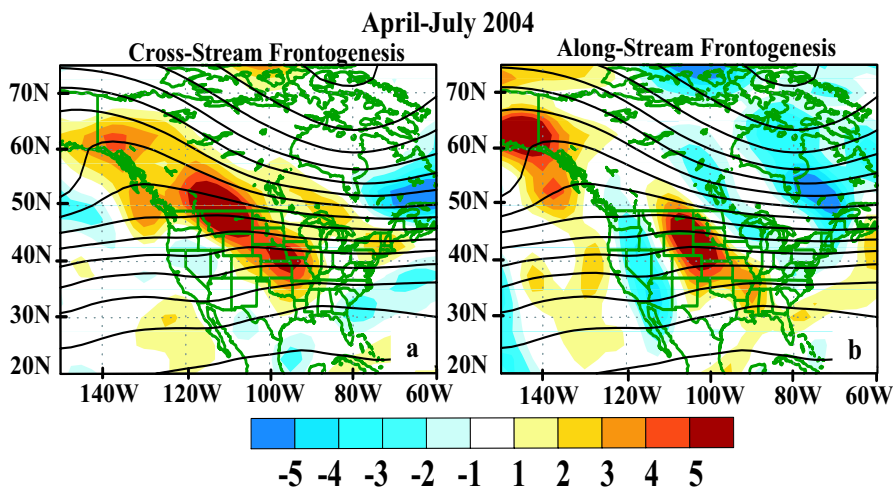 April-July 2004
Cross-Stream Frontogenesis
Along-Stream Frontogenesis
70N
60N
50N
40N
30N
20N
a
140W 120W 100W 80W 60W
70N
60N
50N
40N
30N
20N
b
140W 120W 100W 80W 60W
-5 -4 -3 -2 -1 1 2 3 4 5